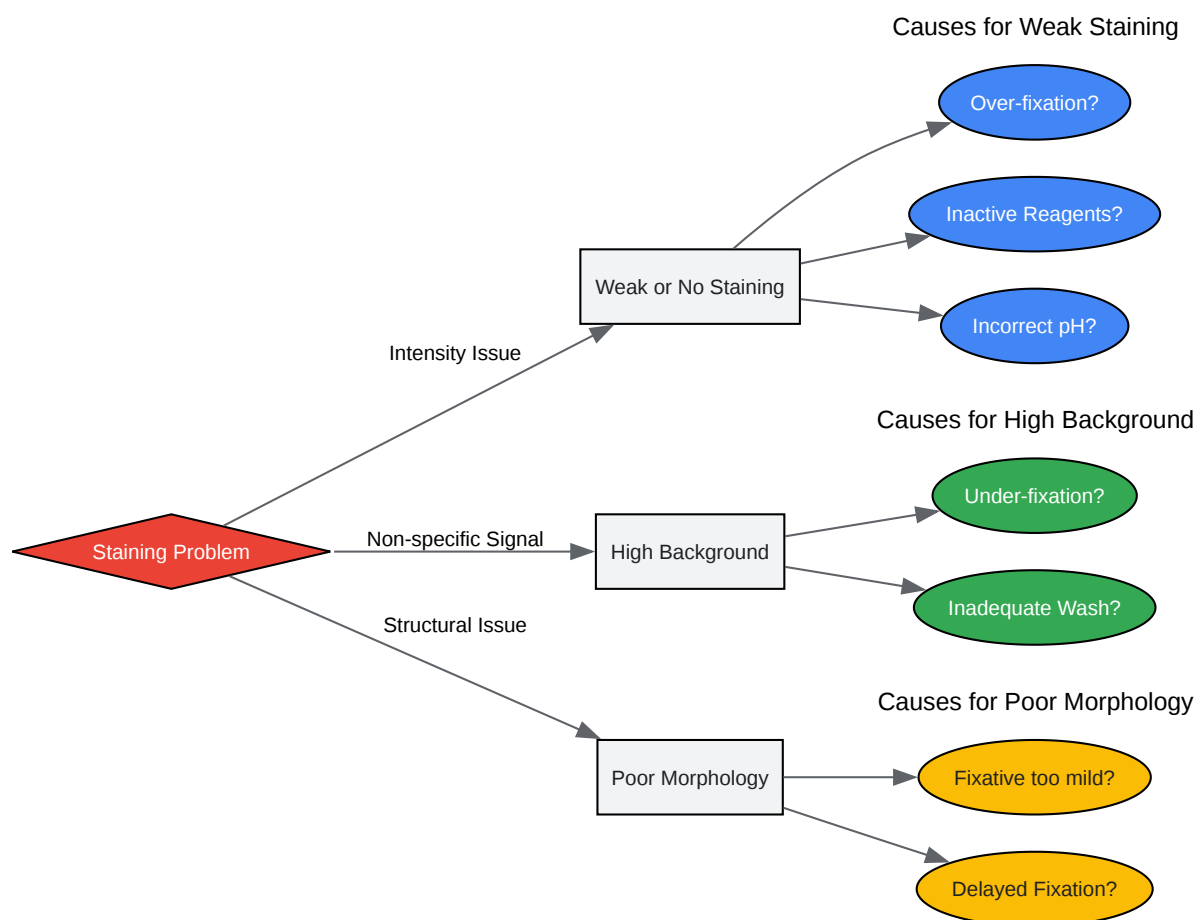 Causes for Weak Staining
Over-fixation?
Inactive Reagents?
Weak or No Staining
Incorrect pH?
Intensity Issue
Causes for High Background
Under-fixation?
Non-specific Signal
Staining Problem
High Background
Inadequate Wash?
Structural Issue
Causes for Poor Morphology
Poor Morphology
Fixative too mild?
Delayed Fixation?